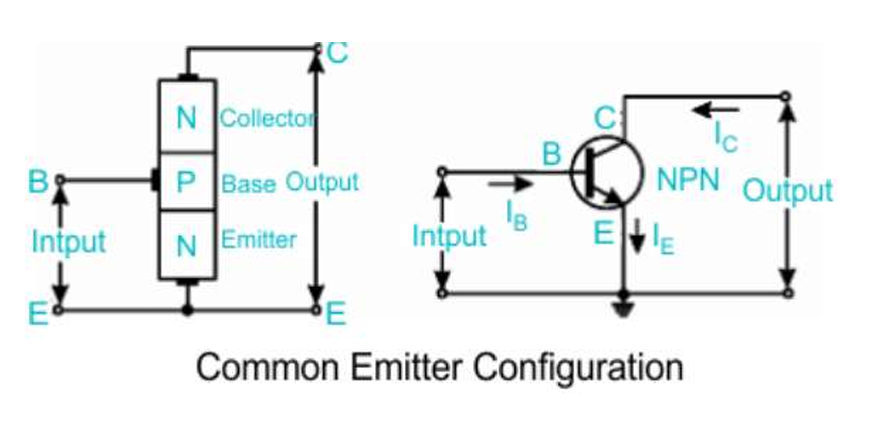 C
N Collector
B P Base Output
Intput N Emitter
E E
C
IC
B NPN Output
IB
Intput E IE
Common Emitter Configuration